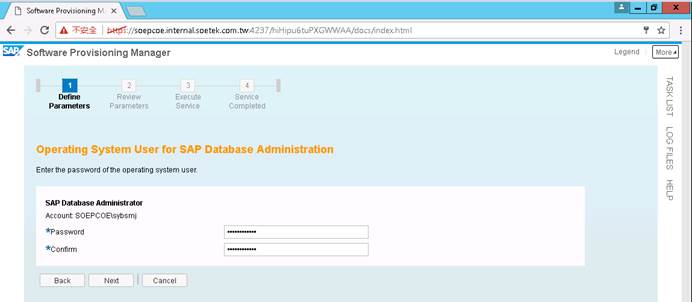 Software Provisioning M
不安全
https://soepcoe.internal.soetek.com.tw:4237/hiHipu6tuPXGWWAA/docs/index.html
SAP Software Provisioning Manager
Legend
More
1 2 3 4
Define Parameters
Review Parameters
Execute Service
Service Completed
TASK LIST
LOG FILES
HELP
Operating System User for SAP Database Administration
Enter the password of the operating system user.
SAP Database Administrator
Account: SOEPCOE\sybsmj
*Password ••••••••••••
*Confirm ••••••••••••
Back Next Cancel